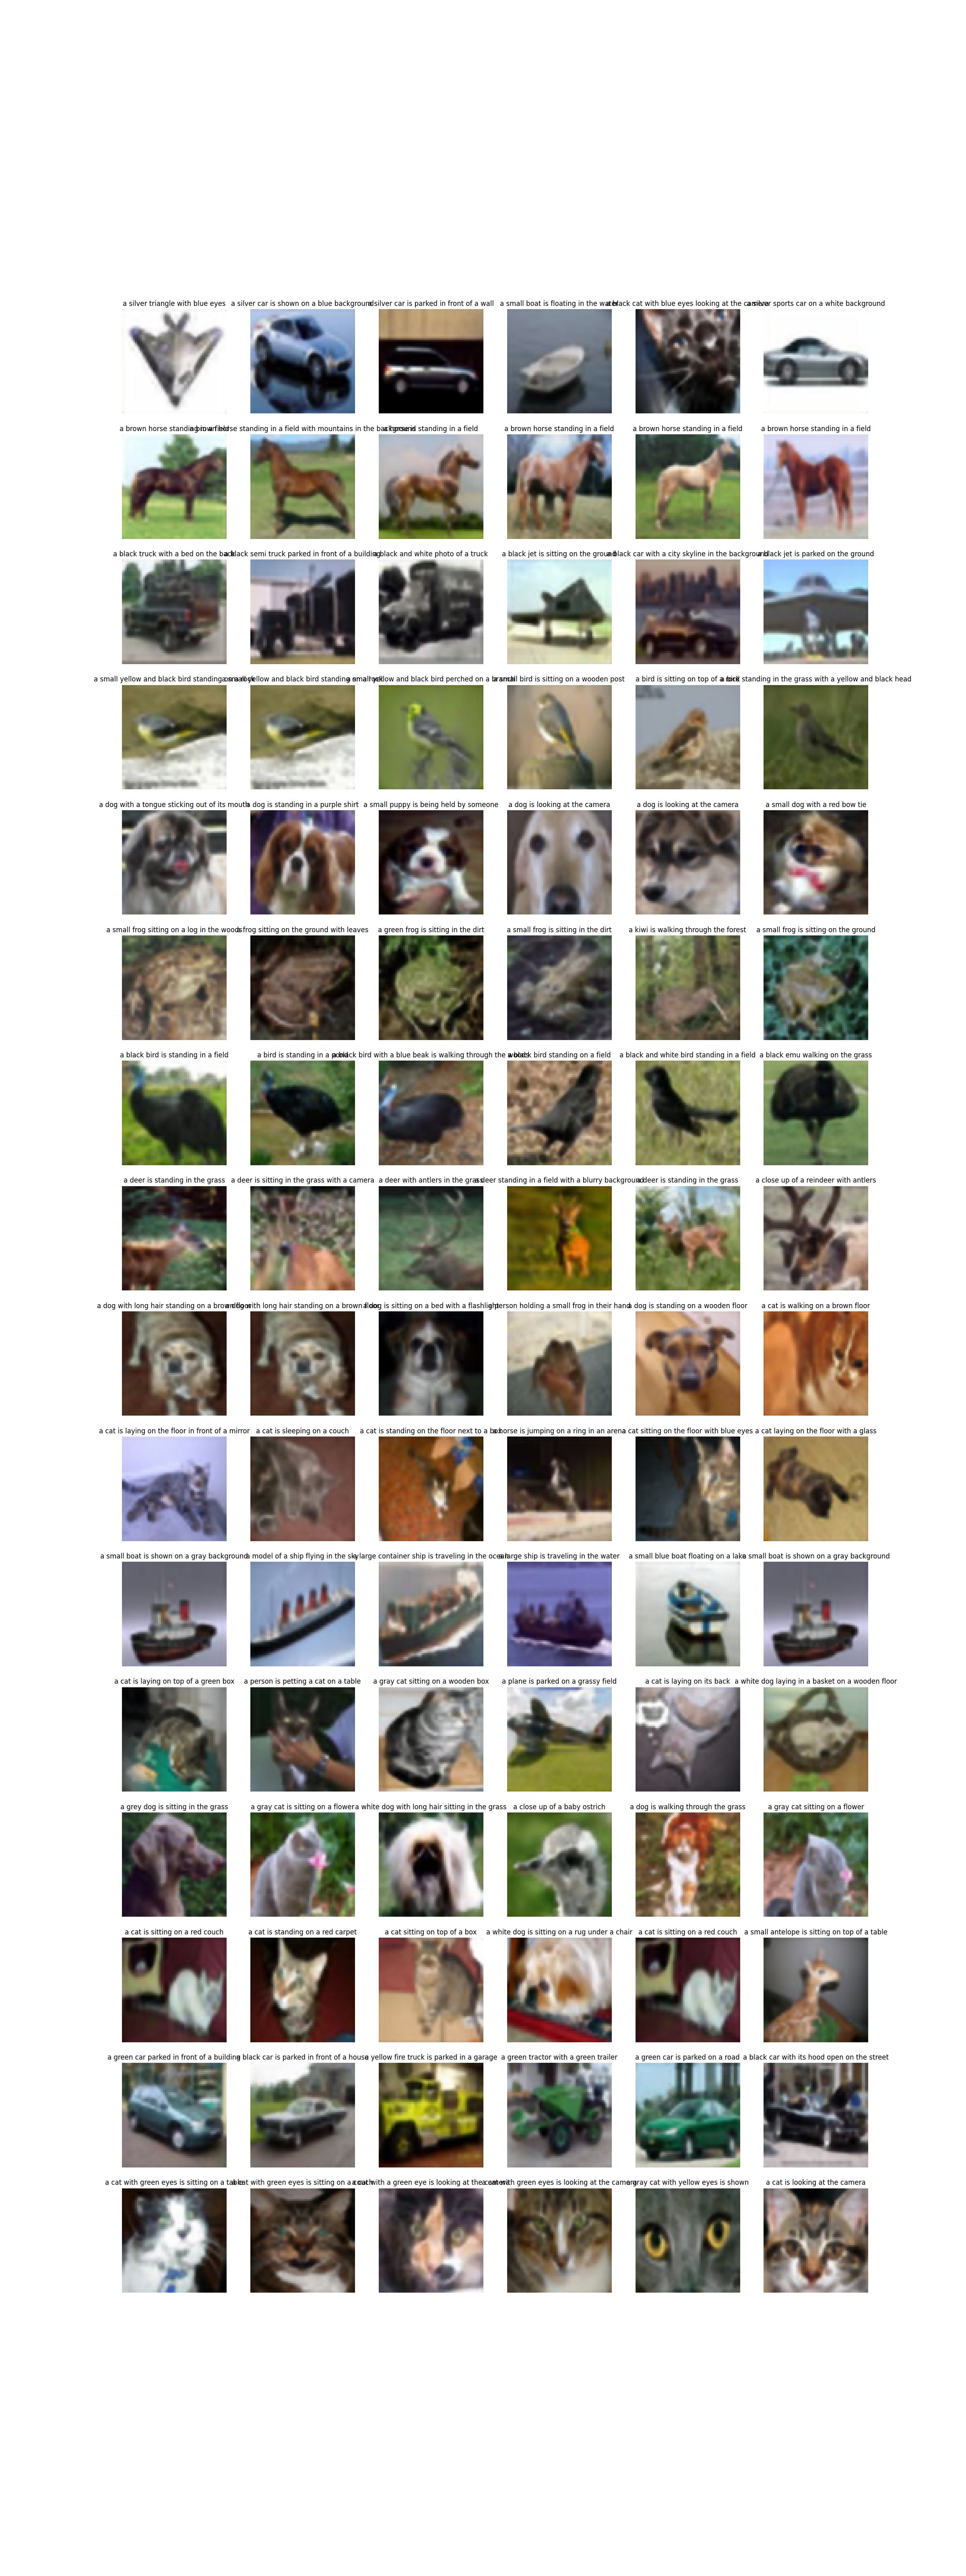 a silver triangle with blue eyes
a silver car is shown on a blue background
a silver car is parked in front of a wall
a small boat is floating in the water
a black cat with blue eyes looking at the camera
a silver sports car on a white background
a brown horse standing in a field
a brown horse standing in a field with mountains in the background
a horse is standing in a field
a brown horse standing in a field
a brown horse standing in a field
a brown horse standing in a field
a black truck with a bed on the back
a black semi truck parked in front of a building
a black and white photo of a truck
a black jet is sitting on the ground
a black car with a city skyline in the background
a black jet is parked on the ground
a small yellow and black bird standing on a rock
a small yellow and black bird standing on a rock
a small yellow and black bird perched on a branch
a small bird is sitting on a wooden post
a bird is sitting on top of a rock
a bird standing in the grass with a yellow and black head
a dog with a tongue sticking out of its mouth
a dog is standing in a purple shirt
a small puppy is being held by someone
a dog is looking at the camera
a dog is looking at the camera
a small dog with a red bow tie
a small frog sitting on a log in the woods
a frog sitting on the ground with leaves
a green frog is sitting in the dirt
a small frog is sitting in the dirt
a kiwi is walking through the forest
a small frog is sitting on the ground
a black bird is standing in a field
a bird is standing in a pond
a black bird with a blue beak is walking through the woods
a black bird standing on a field
a black and white bird standing in a field
a black emu walking on the grass
a deer is standing in the grass
a deer is sitting in the grass with a camera
a deer with antlers in the grass
a deer standing in a field with a blurry background
a deer is standing in the grass
a close up of a reindeer with antlers
a dog with long hair standing on a brown floor
a dog with long hair standing on a brown floor
a dog is sitting on a bed with a flashlight
a person holding a small frog in their hand
a dog is standing on a wooden floor
a cat is walking on a brown floor
a cat is laying on the floor in front of a mirror
a cat is sleeping on a couch
a cat is standing on the floor next to a box
a horse is jumping on a ring in an arena
a cat sitting on the floor with blue eyes
a cat laying on the floor with a glass
a small boat is shown on a gray background
a model of a ship flying in the sky
a large container ship is traveling in the ocean
a large ship is traveling in the water
a small blue boat floating on a lake
a small boat is shown on a gray background
a cat is laying on top of a green box
a person is petting a cat on a table
a gray cat sitting on a wooden box
a plane is parked on a grassy field
a cat is laying on its back
a white dog laying in a basket on a wooden floor
a grey dog is sitting in the grass
a gray cat is sitting on a flower
a white dog with long hair sitting in the grass
a close up of a baby ostrich
a dog is walking through the grass
a gray cat sitting on a flower
a cat is sitting on a red couch
a cat is standing on a red carpet
a cat sitting on top of a box
a white dog is sitting on a rug under a chair
a cat is sitting on a red couch
a small antelope is sitting on top of a table
a green car parked in front of a building
a black car is parked in front of a house
a yellow fire truck is parked in a garage
a green tractor with a green trailer
a green car is parked on a road
a black car with its hood open on the street
a cat with green eyes is sitting on a table
a cat with green eyes is sitting on a couch
a cat with a green eye is looking at the camera
a cat with green eyes is looking at the camera
a gray cat with yellow eyes is shown
a cat is looking at the camera